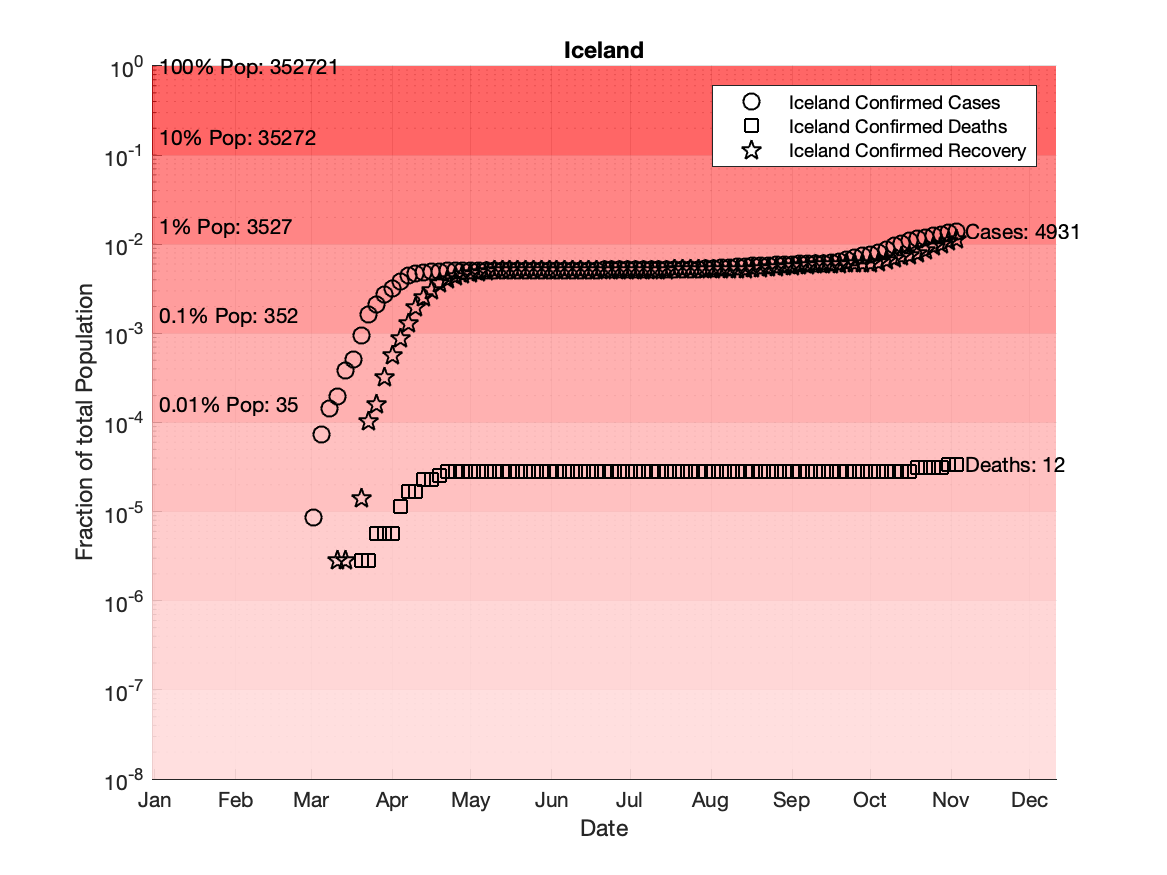 Iceland
10^0
10^-1
10^-2
10^-3
10^-4
10^-5
10^-6
10^-7
10^-8
Fraction of total Population
100% Pop: 352721
10% Pop: 35272
1% Pop: 3527
0.1% Pop: 352
0.01% Pop: 35
Iceland Confirmed Cases
Iceland Confirmed Deaths
Iceland Confirmed Recovery
Cases: 4931
Deaths: 12
Jan Feb Mar Apr May Jun Jul Aug Sep Oct Nov Dec
Date